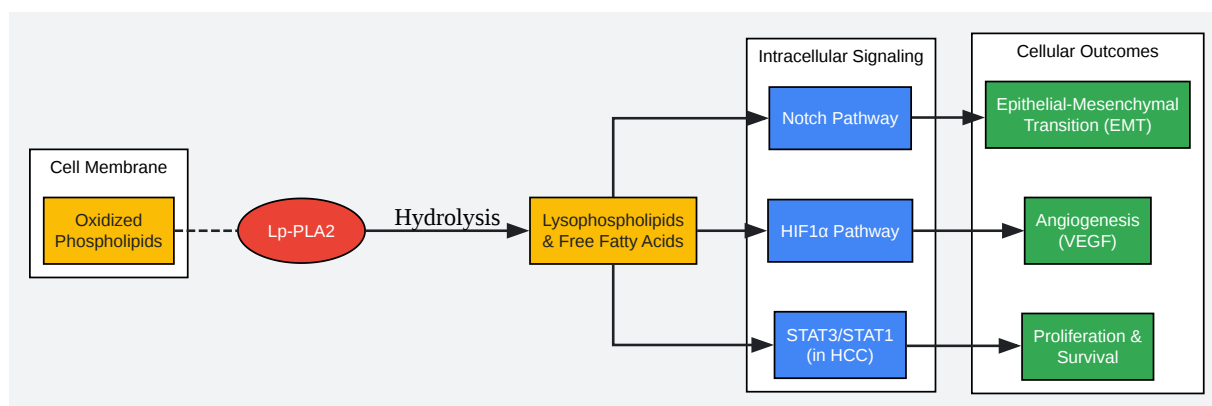 Cell Membrane
Oxidized
Phospholipids
Lp-PLA2
Hydrolysis
Lysophospholipids
& Free Fatty Acids
Intracellular Signaling
Notch Pathway
HIF1α Pathway
STAT3/STAT1
(in HCC)
Cellular Outcomes
Epithelial-Mesenchymal
Transition (EMT)
Angiogenesis
(VEGF)
Proliferation &
Survival